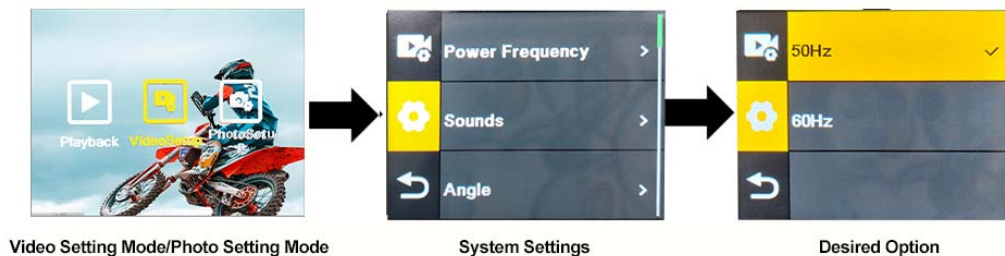 Playback
VideoSetup
PhotoSetu
p
Power Frequency
Sounds
Angle
50Hz
60Hz
Video Setting Mode/Photo Setting Mode
System Settings
Desired Option